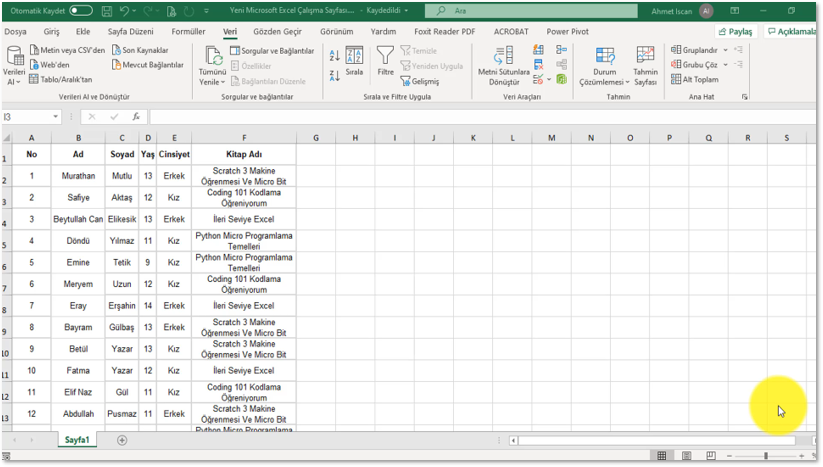 Otomatik Kaydet
Yeni Microsoft Excel Çalışma Sayfası.... - Kaydedildi
Ara
Ahmet Iscan
AI
Dosya Giriş Ekle Sayfa Düzeni Formüller Veri Gözden Geçir Görünüm Yardım Foxit Reader PDF ACROBAT Power Pivot
Paylaş
Açıklamala
Verileri Al
Metin veya CSV'den
Web'den
Tablo/Aralık'tan
Son Kaynaklar
Mevcut Bağlantılar
Verileri Al ve Dönüştür
Tümünü Yenile
Sorgular ve Bağlantılar
Özellikler
Bağlantıları Düzenle
Sorgular ve bağlantılar
Sırala
Filtre
Temizle
Yeniden Uygula
Gelişmiş
Sırala ve Filtre Uygula
Metni Sütunlara Dönüştür
Veri Araçları
Durum Çözümlemesi
Tahmin Sayfası
Tahmin
Gruplandır
Grubu Çöz
Alt Toplam
Ana Hat
I3
fx
A B C D E F G H I J K L M N O P Q R S
1 No Ad Soyad Yaş Cinsiyet Kitap Adı
2 1 Murathan Mutlu 13 Erkek Scratch 3 Makine
Öğrenmesi Ve Micro Bit
3 2 Safiye Aktaş 12 Kız Coding 101 Kodlama
Öğreniyorum
4 3 Beytullah Can Elikesik 13 Erkek İleri Seviye Excel
5 4 Döndü Yılmaz 11 Kız Python Micro Programlama
Temelleri
6 5 Emine Tetik 9 Kız Python Micro Programlama
Temelleri
7 6 Meryem Uzun 12 Kız Coding 101 Kodlama
Öğreniyorum
8 7 Eray Erşahin 14 Erkek İleri Seviye Excel
9 8 Bayram Gülbaş 13 Erkek Scratch 3 Makine
Öğrenmesi Ve Micro Bit
10 9 Betül Yazar 13 Kız Scratch 3 Makine
Öğrenmesi Ve Micro Bit
11 10 Fatma Yazar 12 Kız İleri Seviye Excel
12 11 Elif Naz Gül 11 Kız Coding 101 Kodlama
Öğreniyorum
13 12 Abdullah Pusmaz 11 Erkek Scratch 3 Makine
Öğrenmesi Ve Micro Bit
Python Micro Programlama
Sayfa1